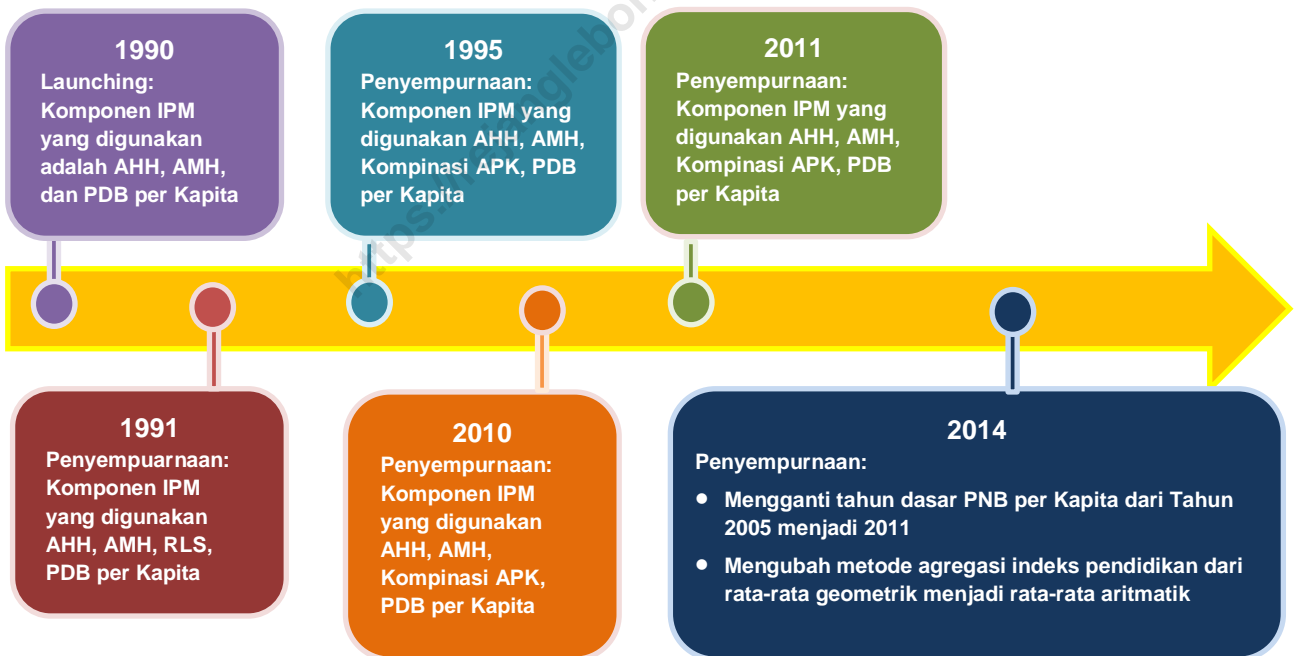 1990
Launching:
Komponen IPM
yang digunakan
adalah AHH, AMH,
dan PDB per Kapita
1995
Penyempurnaan:
Komponen IPM yang
digunakan AHH, AMH,
Kompinasi APK, PDB
per Kapita
2011
Penyempurnaan:
Komponen IPM yang
digunakan AHH, AMH,
Kompinasi APK, PDB
per Kapita
1991
Penyempuarnaan:
Komponen IPM
yang digunakan
AHH, AMH, RLS,
PDB per Kapita
2010
Penyempurnaan:
Komponen IPM
yang digunakan
AHH, AMH,
Kompinasi APK,
PDB per Kapita
2014
Penyempurnaan:
• Mengganti tahun dasar PNB per Kapita dari Tahun
2005 menjadi 2011
• Mengubah metode agregasi indeks pendidikan dari
rata-rata geometrik menjadi rata-rata aritmatik